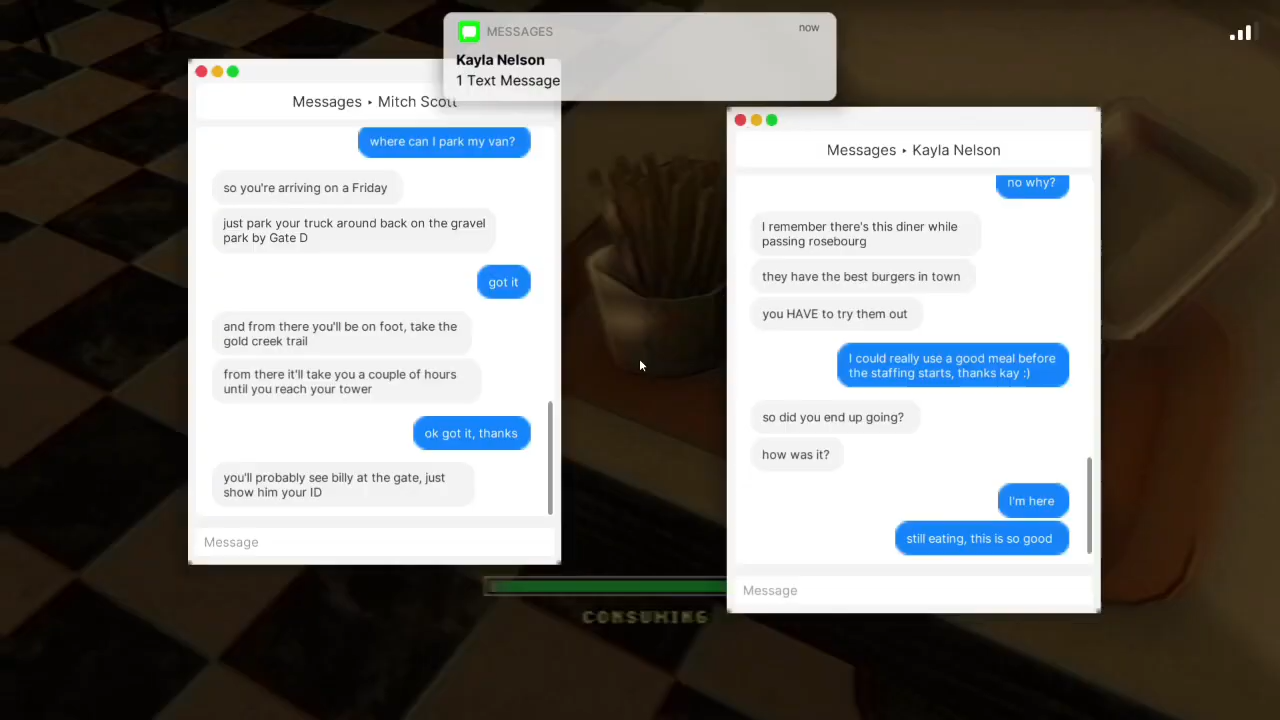 MESSAGES
now
Kayla Nelson
1 Text Message
Messages ‣ Mitch Scott
where can I park my van?
so you're arriving on a Friday
just park your truck around back on the gravel
park by Gate D
got it
and from there you'll be on foot, take the
gold creek trail
from there it'll take you a couple of hours
until you reach your tower
ok got it, thanks
you'll probably see billy at the gate, just
show him your ID
Message
Messages ‣ Kayla Nelson
no why?
I remember there's this diner while
passing rosebourg
they have the best burgers in town
you HAVE to try them out
I could really use a good meal before
the staffing starts, thanks kay :)
so did you end up going?
how was it?
I'm here
still eating, this is so good
Message
CONSUMING